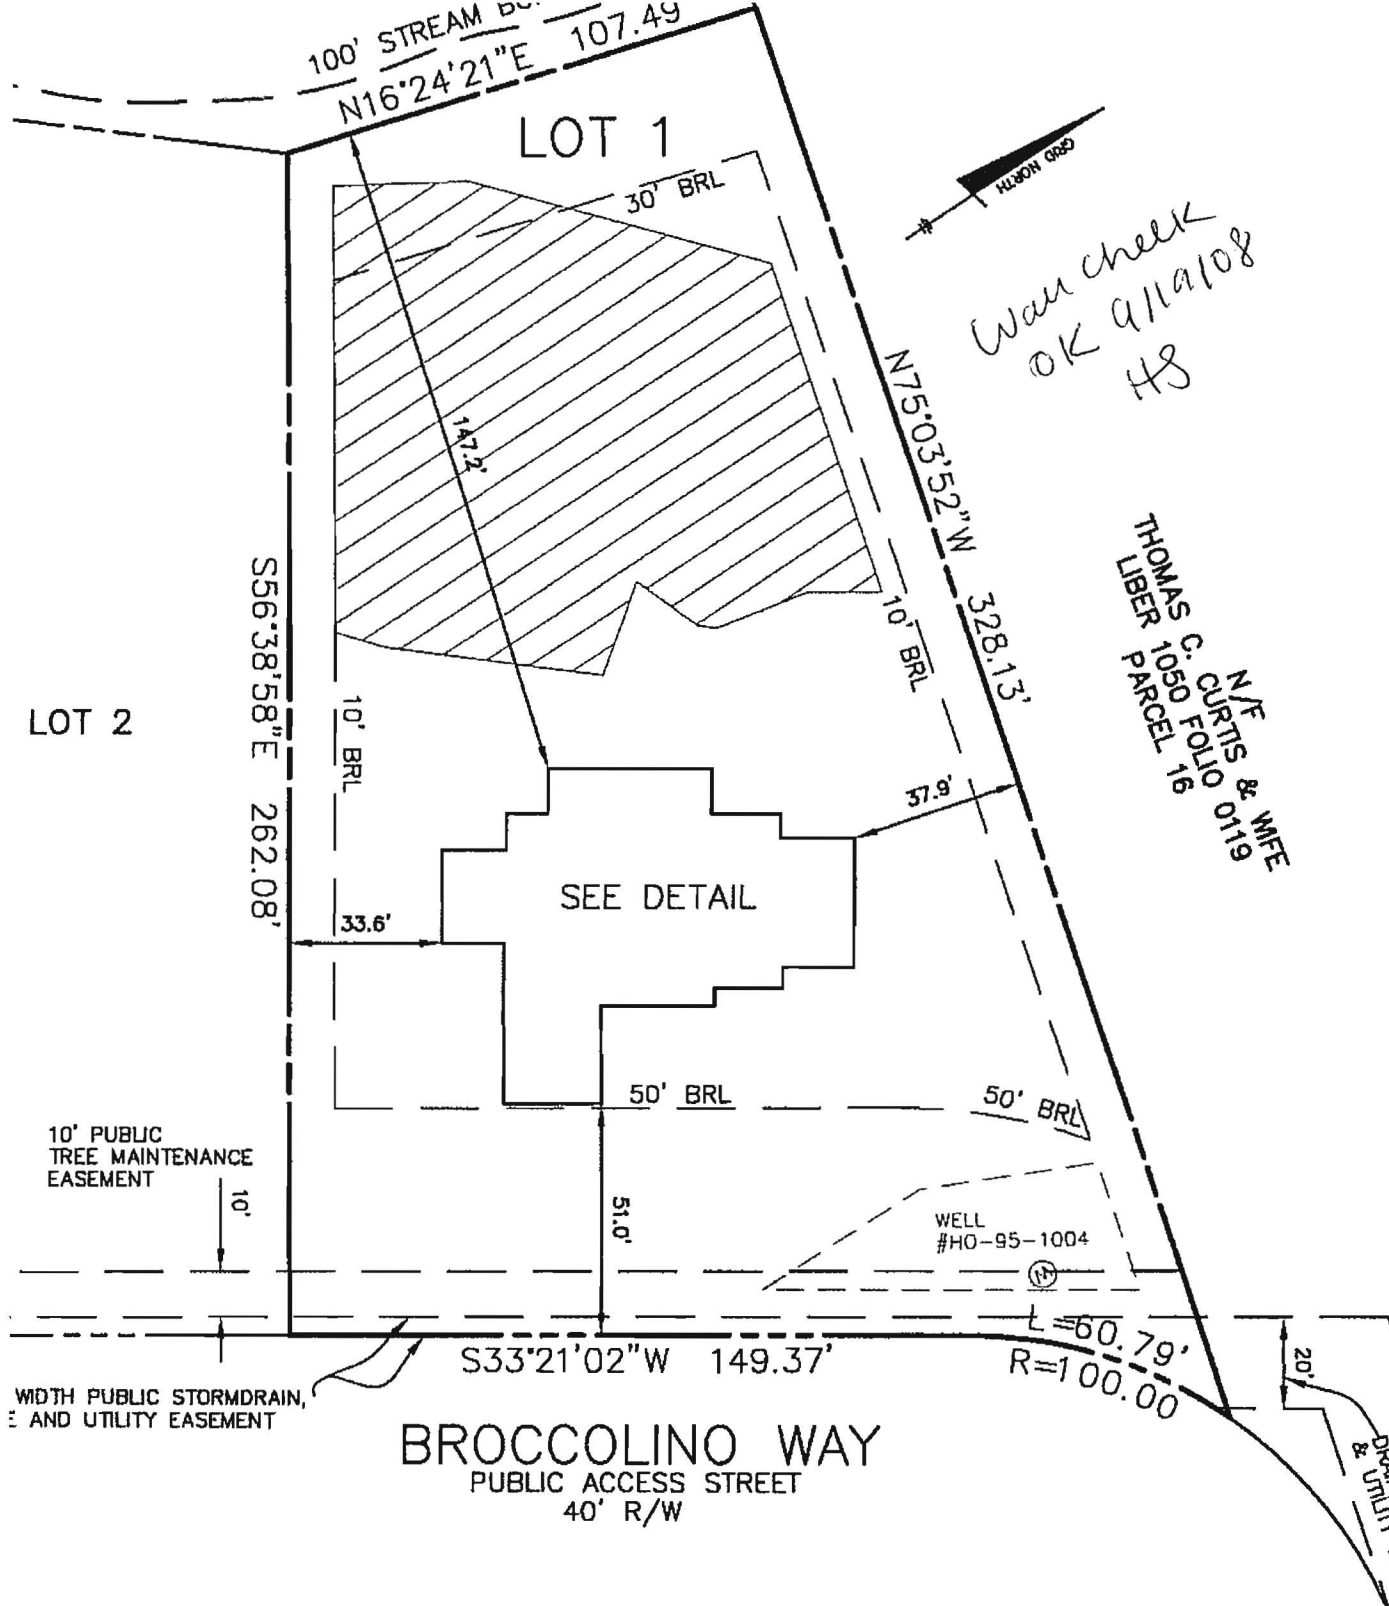 100' STREAM
N16°24'21"E 107.49
LOT 1
30' BRL
GRID NORTH
Wall check
OK 9/19/08
HS
147.2'
N75°03'52"W 328.13'
10' BRL
N/F
THOMAS C. CURTIS & WIFE
LIBER 1050 FOLIO 0119
PARCEL 16
S56°38'58"E 262.08'
LOT 2
10' BRL
37.9'
SEE DETAIL
33.6'
50' BRL
50' BRL
10' PUBLIC
TREE MAINTENANCE
EASEMENT
10'
51.0'
WELL
#HO-95-1004
W
L=60.79'
R=100.00
S33°21'02"W 149.37'
20'
WIDTH PUBLIC STORMDRAIN,
E AND UTILITY EASEMENT
BROCCOLINO WAY
PUBLIC ACCESS STREET
40' R/W
& UTILITY